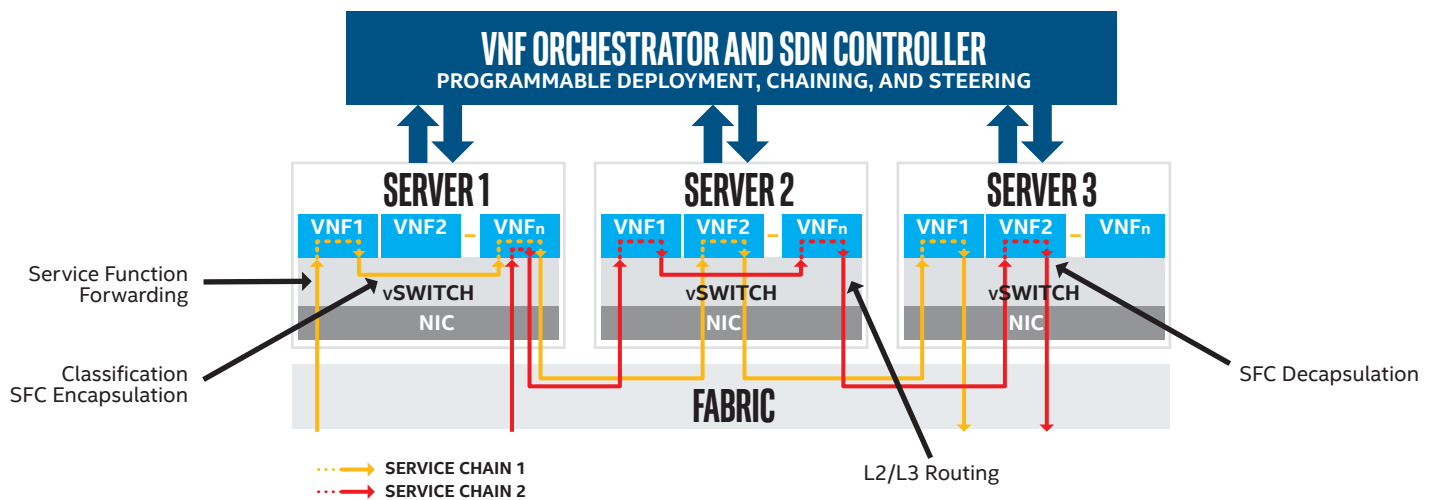 VNF ORCHESTRATOR AND SDN CONTROLLER
PROGRAMMABLE DEPLOYMENT, CHAINING, AND STEERING
SERVER 1
SERVER 2
SERVER 3
VNF1 VNF2 – VNFn
VNF1 VNF2 – VNFn
VNF1 VNF2 – VNFn
Service Function
Forwarding
vSWITCH
vSWITCH
vSWITCH
NIC
NIC
NIC
Classification
SFC Encapsulation
SFC Decapsulation
FABRIC
L2/L3 Routing
SERVICE CHAIN 1
SERVICE CHAIN 2